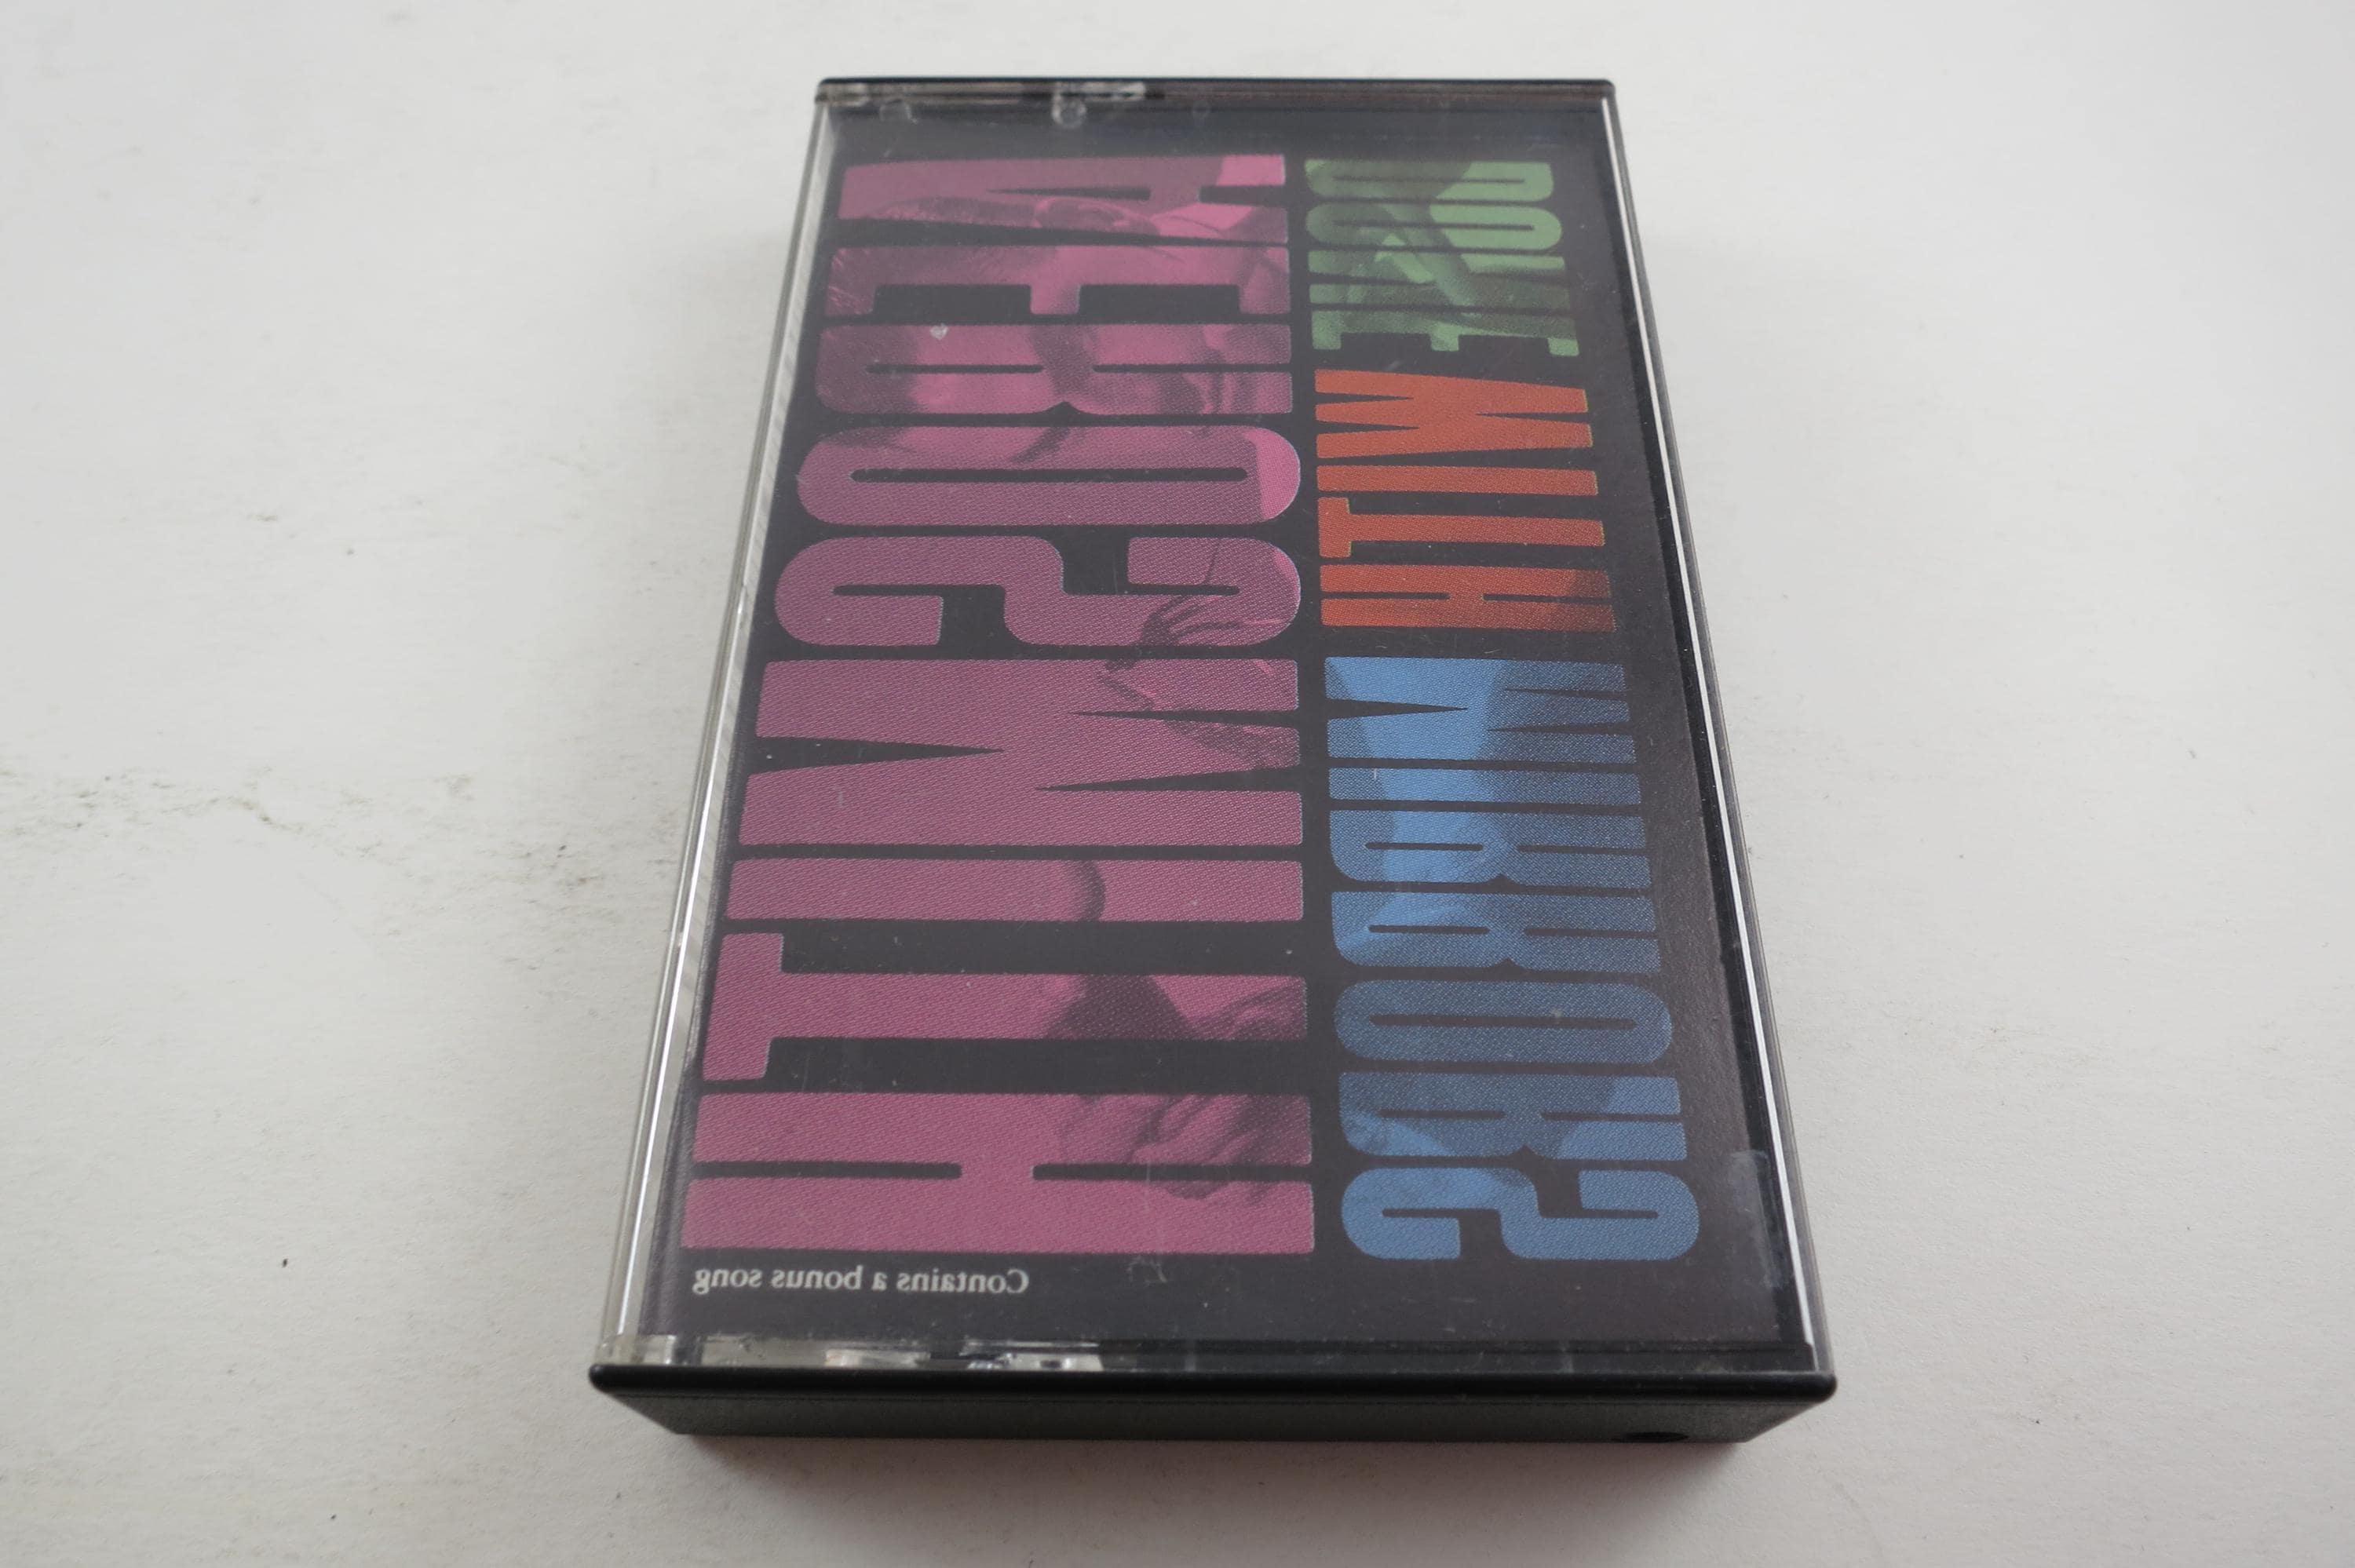 AEROSMITH
DONE WITH MIRRORS
Contains a bonus song